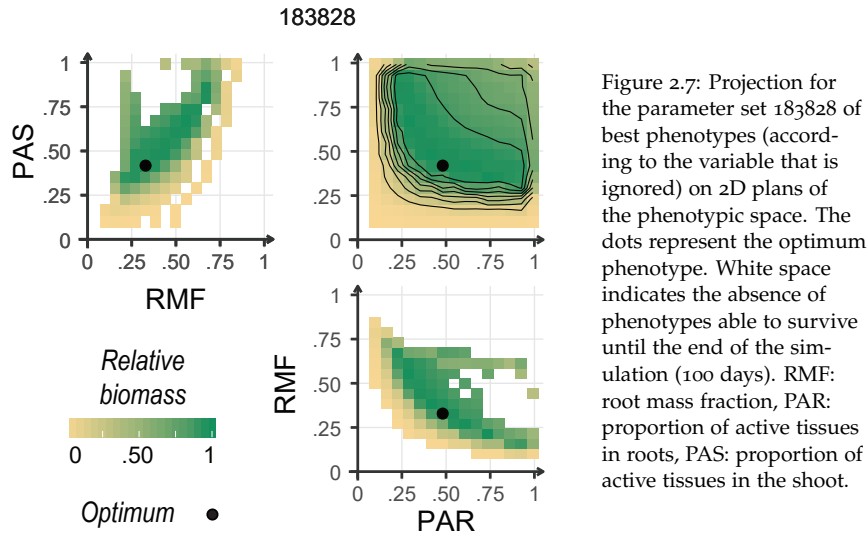 183828
1
.75
.50
.25
0
PAS
0 .25 .50 .75 1
RMF
1
.75
.50
.25
0
0 .25 .50 .75 1
1
.75
.50
.25
0
RMF
0 .25 .50 .75 1
PAR
Relative
biomass
0 .50 1
Optimum
Figure 2.7: Projection for
the parameter set 183828 of
best phenotypes (accord-
ing to the variable that is
ignored) on 2D plans of
the phenotypic space. The
dots represent the optimum
phenotype. White space
indicates the absence of
phenotypes able to survive
until the end of the sim-
ulation (100 days). RMF:
root mass fraction, PAR:
proportion of active tissues
in roots, PAS: proportion of
active tissues in the shoot.